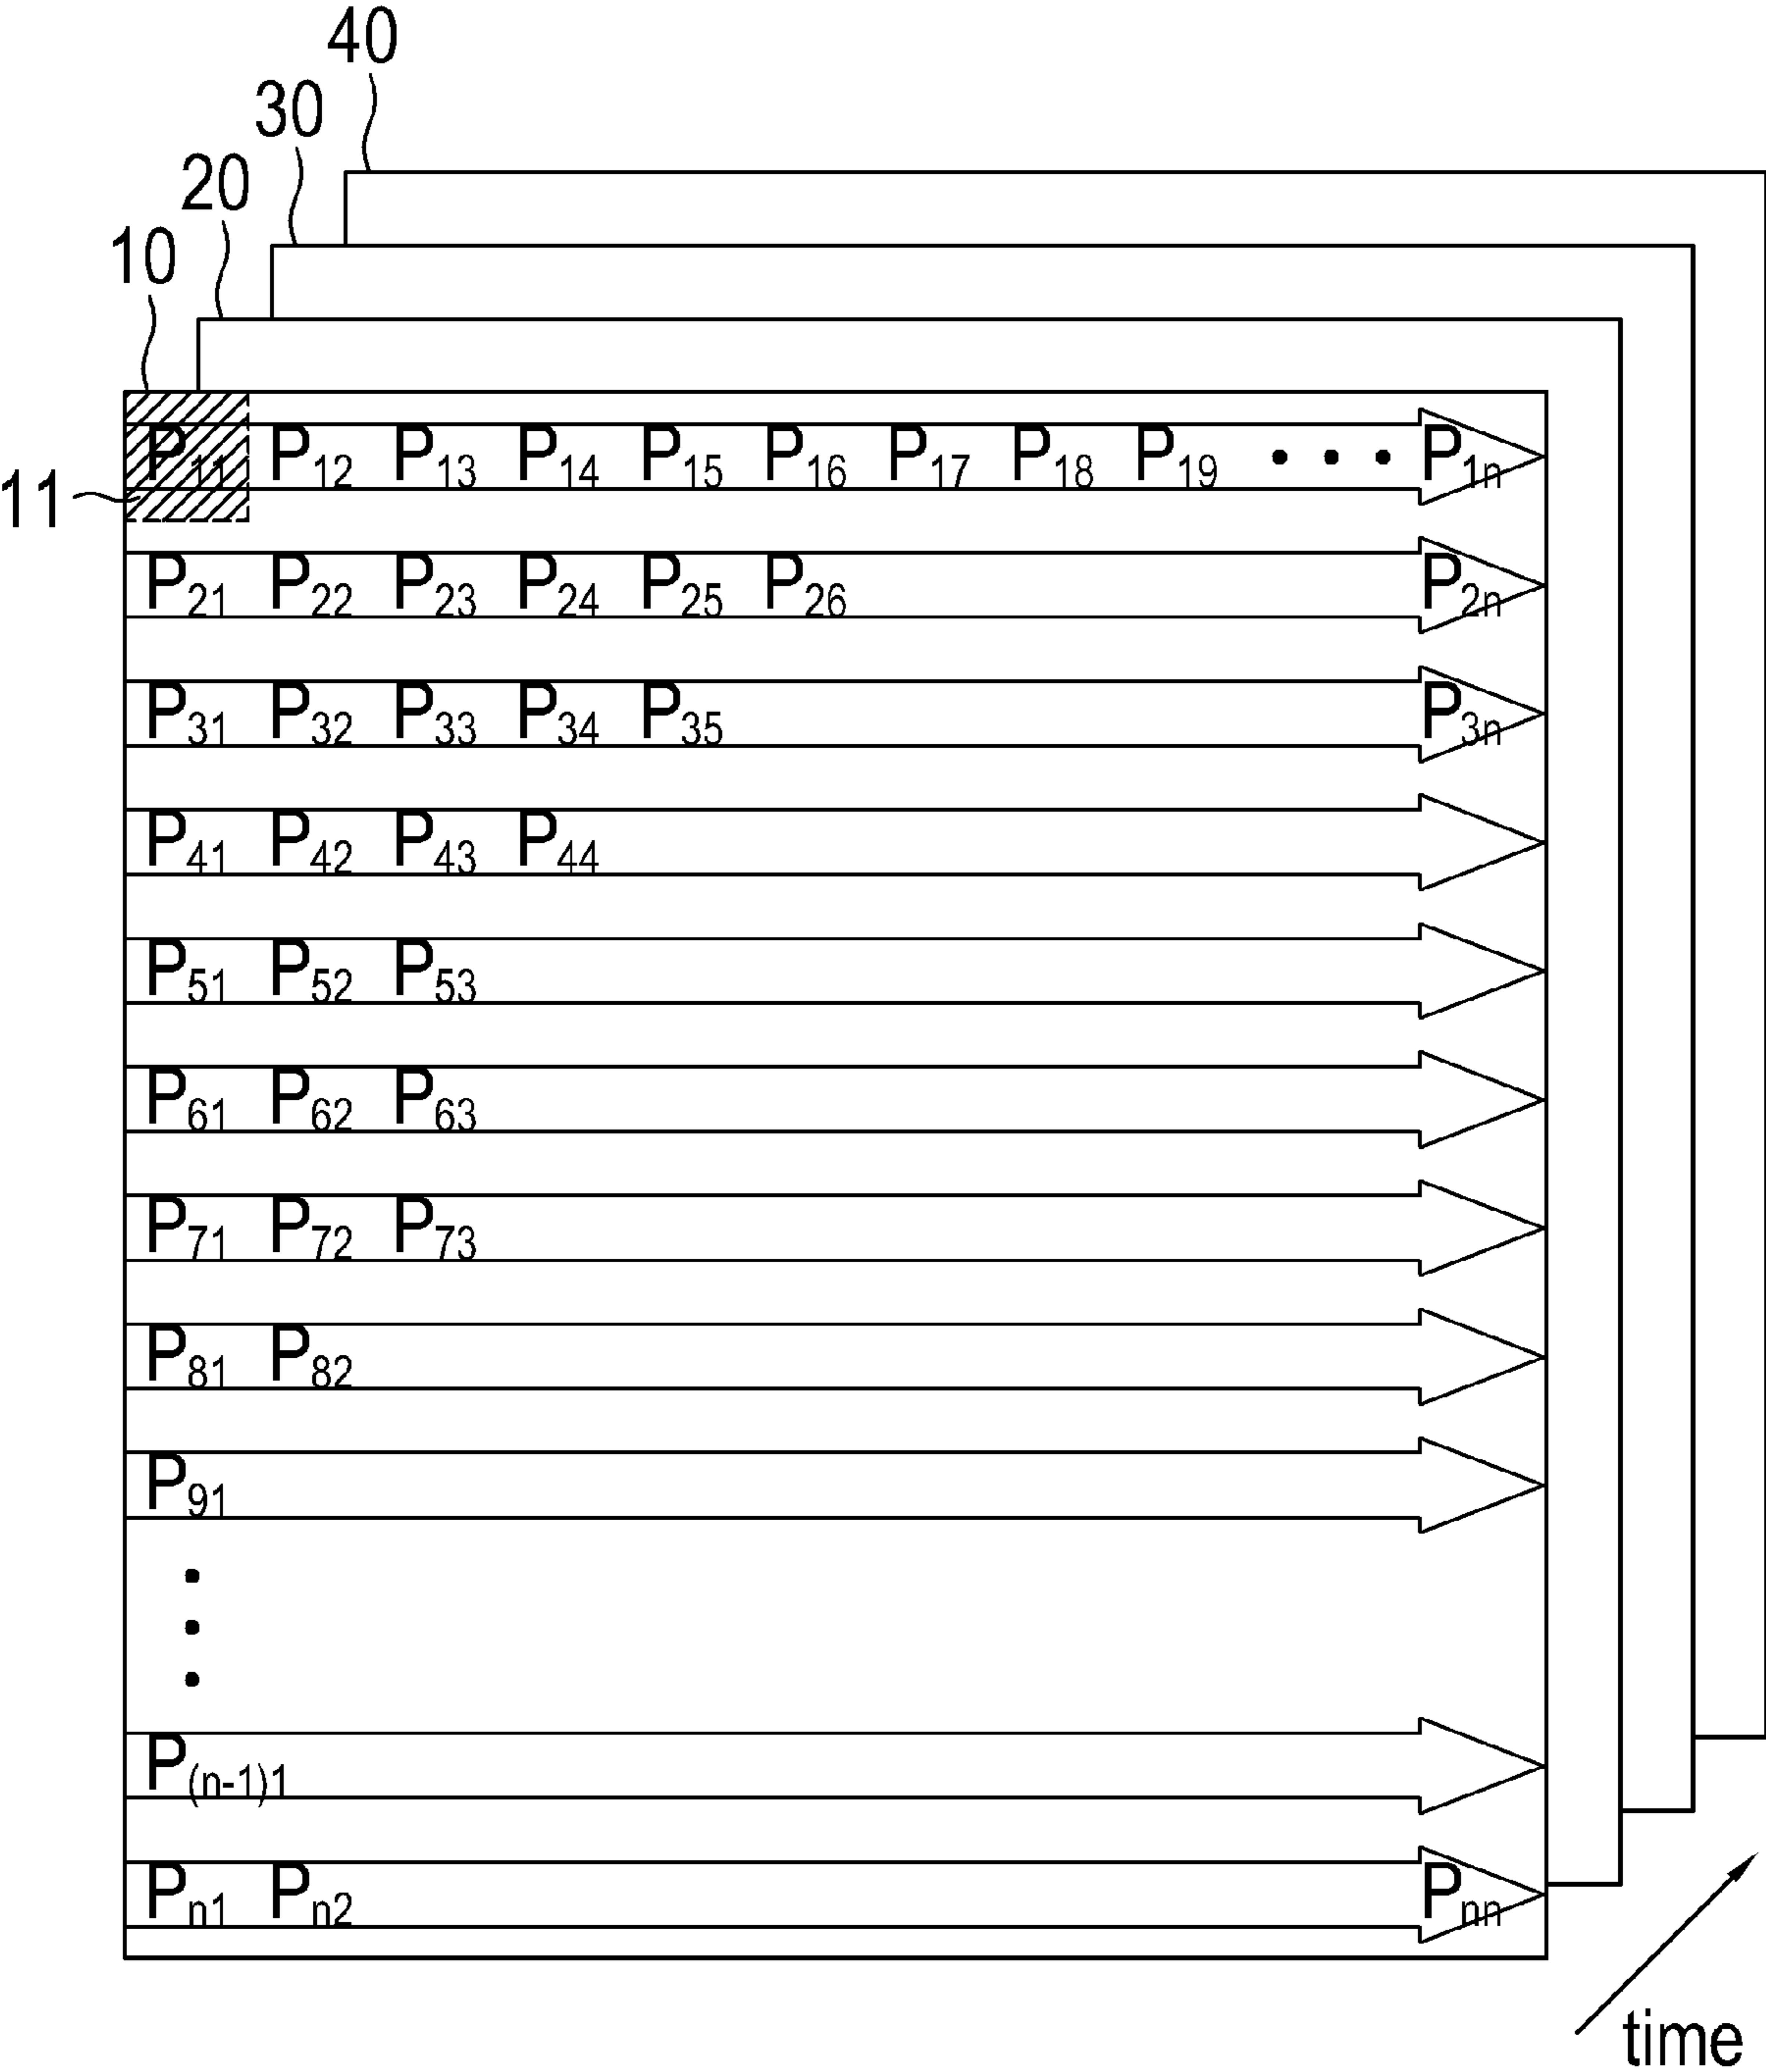 40
30
20
10
P11 P12 P13 P14 P15 P16 P17 P18 P19 • • • P1n
11
P21 P22 P23 P24 P25 P26 P2n
P31 P32 P33 P34 P35 P3n
P41 P42 P43 P44
P51 P52 P53
P61 P62 P63
P71 P72 P73
P81 P82
P91
P(n-1)1
Pn1 Pn2 Pnn
time